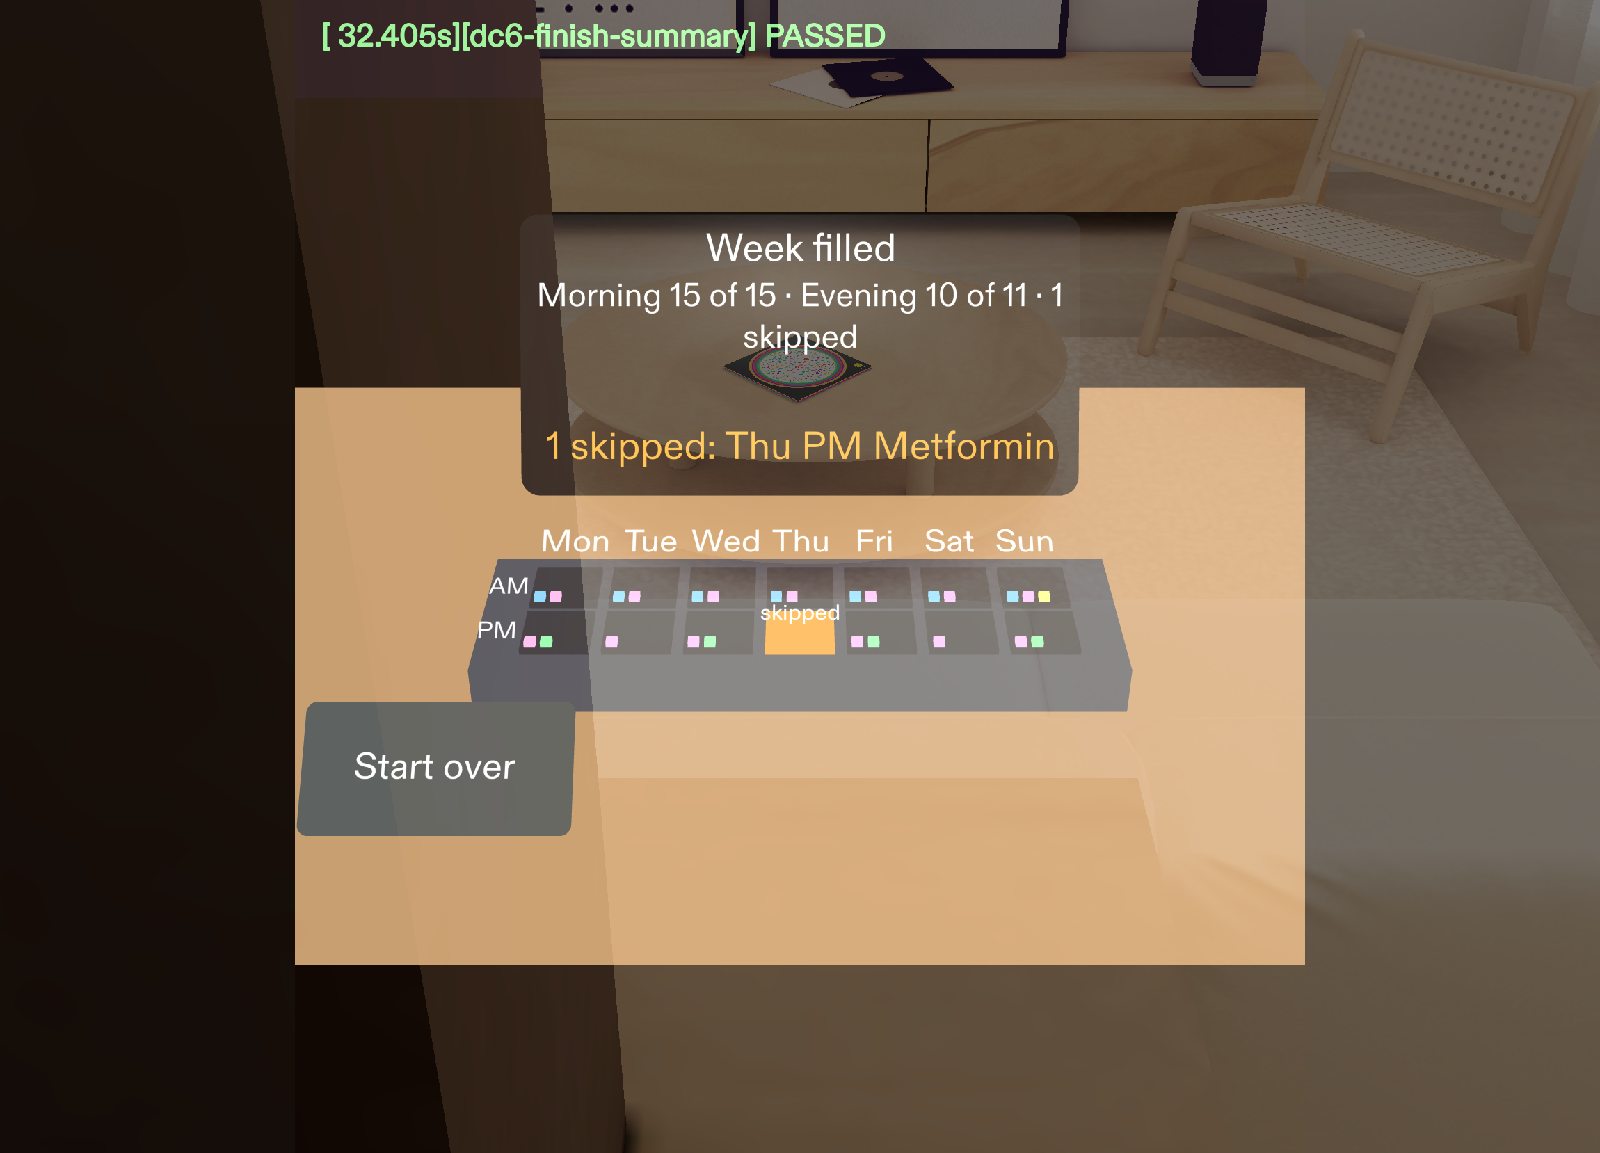 [ 32.405s][dc6-finish-summary] PASSED
Week filled
Morning 15 of 15 · Evening 10 of 11 · 1
skipped
1 skipped: Thu PM Metformin
Mon Tue Wed Thu Fri Sat Sun
AM
skipped
PM
Start over